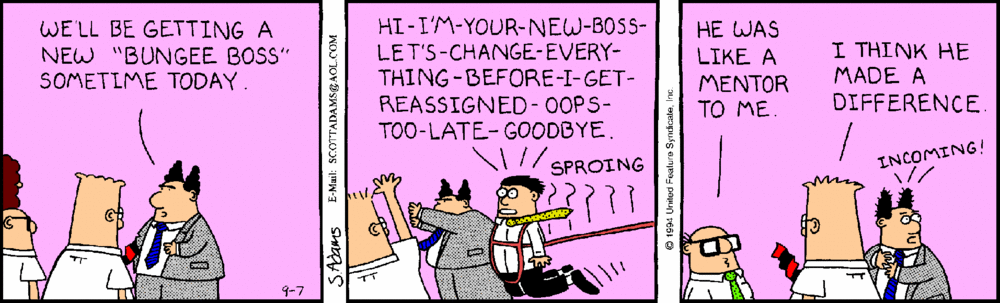 WE'LL BE GETTING A
NEW "BUNGEE BOSS"
SOMETIME TODAY.
9-7
E-Mail: SCOTTADAMS@AOL.COM
S.Adams
HI-I'M-YOUR-NEW-BOSS-
LET'S-CHANGE-EVERY-
THING-BEFORE-I-GET-
REASSIGNED-OOPS-
TOO-LATE-GOODBYE.
SPROING
© 1994 United Feature Syndicate, Inc.
HE WAS
LIKE A
MENTOR
TO ME.
I THINK HE
MADE A
DIFFERENCE.
INCOMING!